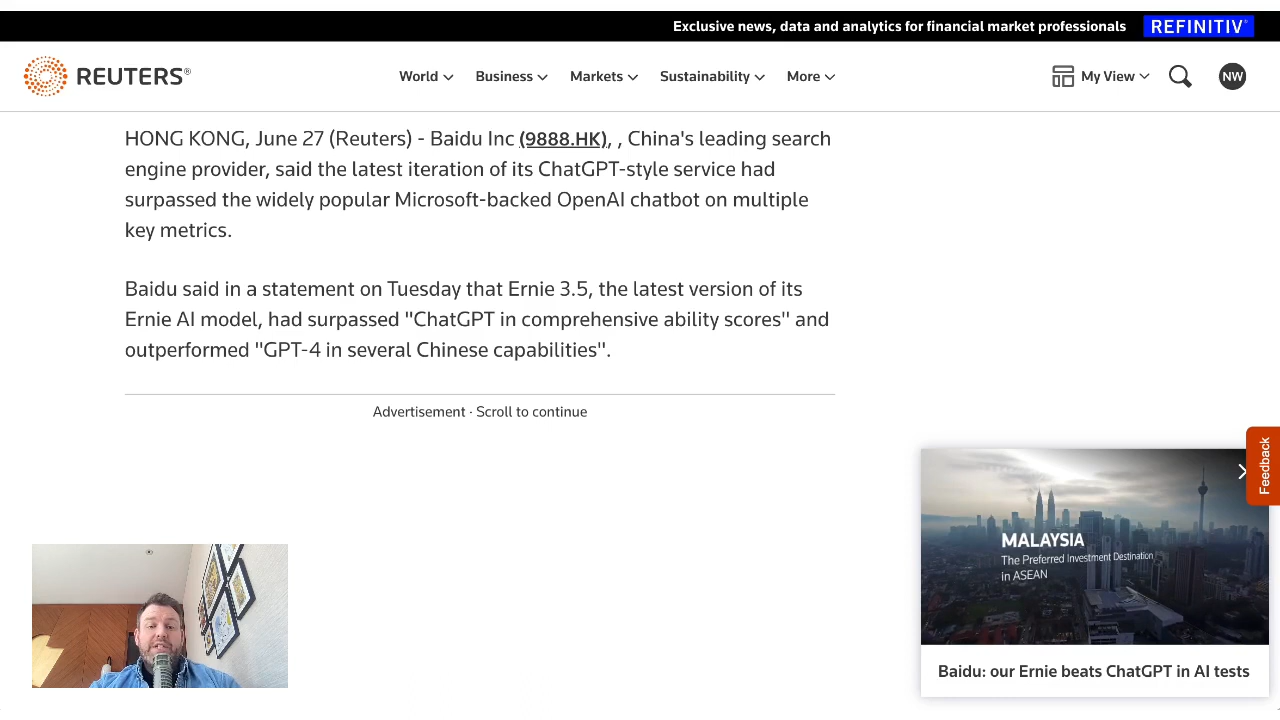 Exclusive news, data and analytics for financial market professionals REFINITIV
REUTERS®
World Business Markets Sustainability More
My View NW
HONG KONG, June 27 (Reuters) - Baidu Inc (9888.HK), , China's leading search
engine provider, said the latest iteration of its ChatGPT-style service had
surpassed the widely popular Microsoft-backed OpenAI chatbot on multiple
key metrics.
Baidu said in a statement on Tuesday that Ernie 3.5, the latest version of its
Ernie AI model, had surpassed "ChatGPT in comprehensive ability scores" and
outperformed "GPT-4 in several Chinese capabilities".
Advertisement · Scroll to continue
Feedback
MALAYSIA
The Preferred Investment Destination
in ASEAN
Baidu: our Ernie beats ChatGPT in AI tests